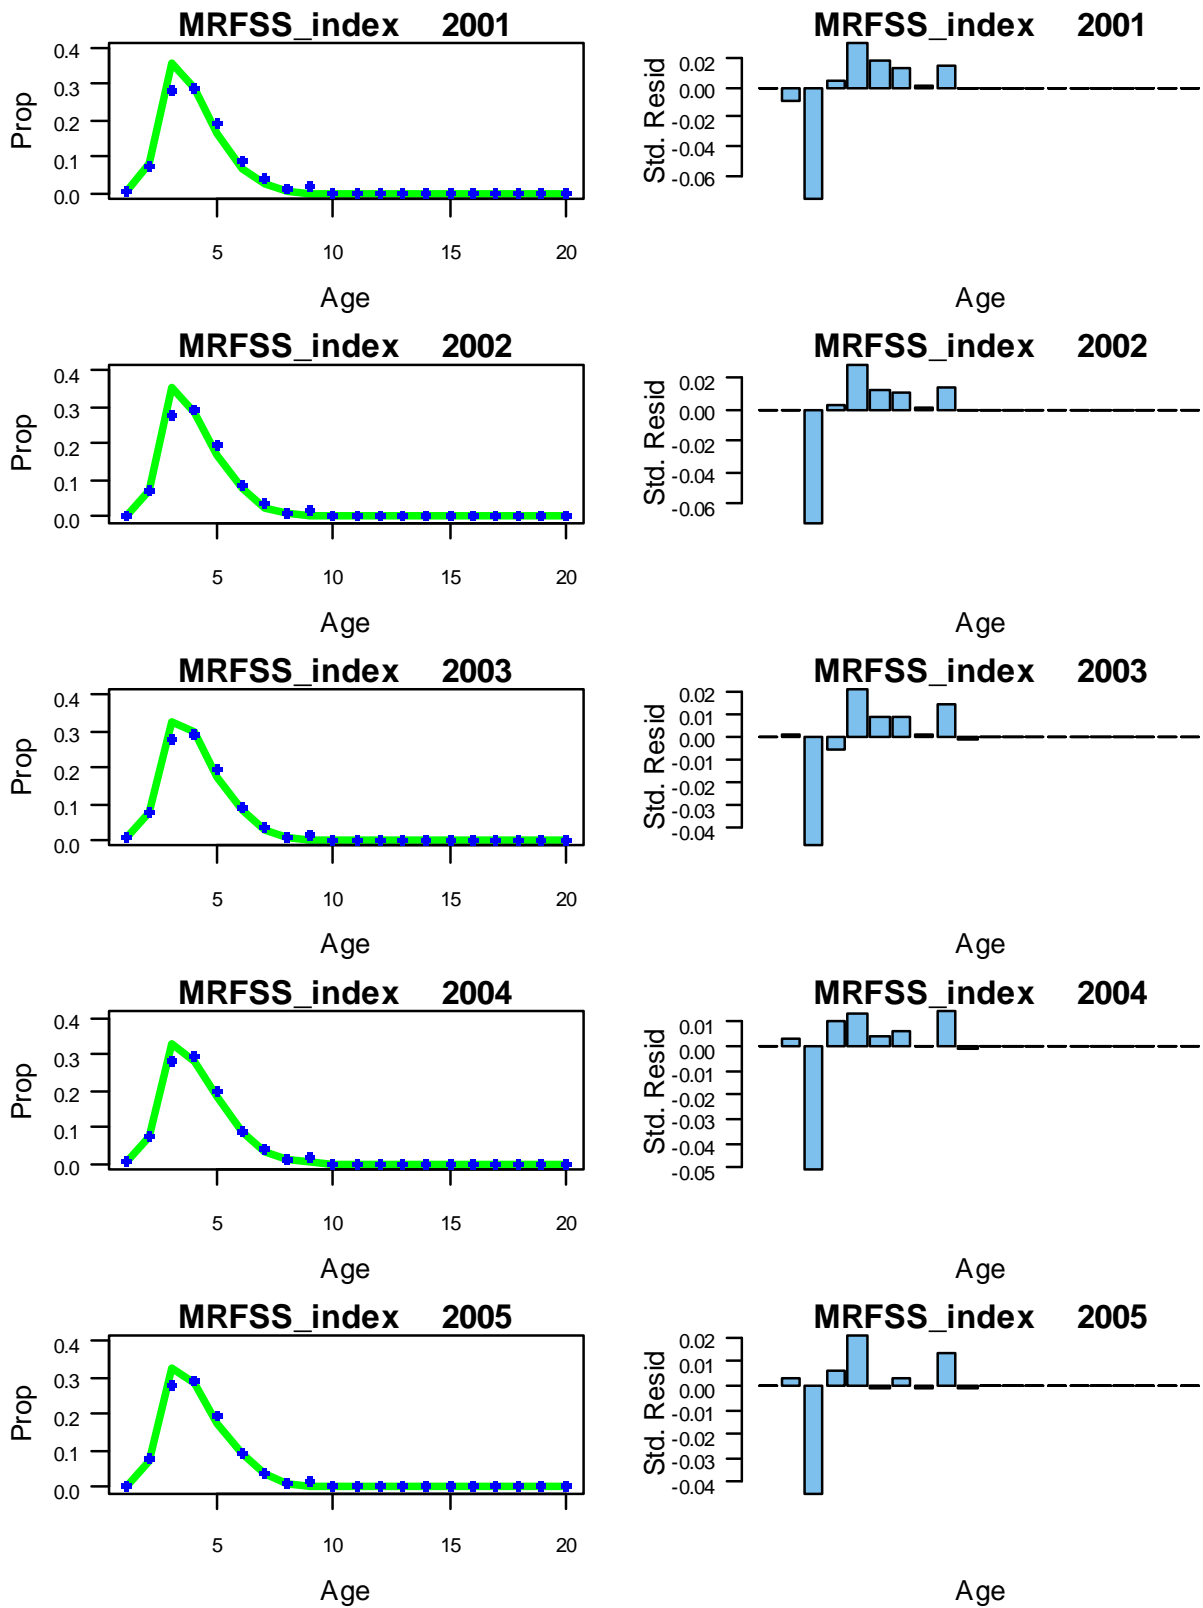 MRFSS_index 2001
Prop
0.4
0.3
0.2
0.1
0.0
5 10 15 20
Age
MRFSS_index 2001
Std. Resid
0.02
0.00
-0.02
-0.04
-0.06
Age
MRFSS_index 2002
Prop
0.4
0.3
0.2
0.1
0.0
5 10 15 20
Age
MRFSS_index 2002
Std. Resid
0.02
0.00
-0.02
-0.04
-0.06
Age
MRFSS_index 2003
Prop
0.4
0.3
0.2
0.1
0.0
5 10 15 20
Age
MRFSS_index 2003
Std. Resid
0.02
0.01
0.00
-0.01
-0.02
-0.03
-0.04
Age
MRFSS_index 2004
Prop
0.4
0.3
0.2
0.1
0.0
5 10 15 20
Age
MRFSS_index 2004
Std. Resid
0.01
0.00
-0.01
-0.02
-0.03
-0.04
-0.05
Age
MRFSS_index 2005
Prop
0.4
0.3
0.2
0.1
0.0
5 10 15 20
Age
MRFSS_index 2005
Std. Resid
0.02
0.01
0.00
-0.01
-0.02
-0.03
-0.04
Age